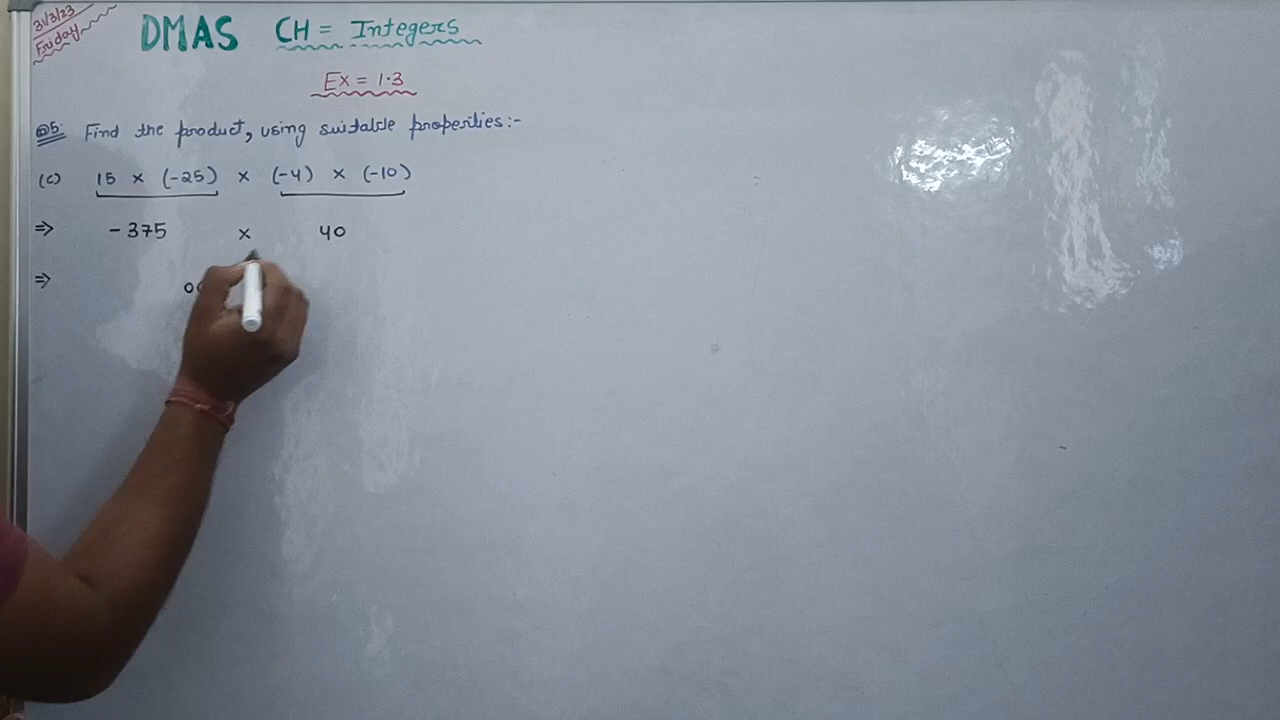 31/3/23
Friday
DMAS CH = Integers
Ex = 1.3
Q5. Find the product, using suitable properties:-
(c) 15 × (-25) × (-4) × (-10)
⇒ -375 × 40
⇒ 00